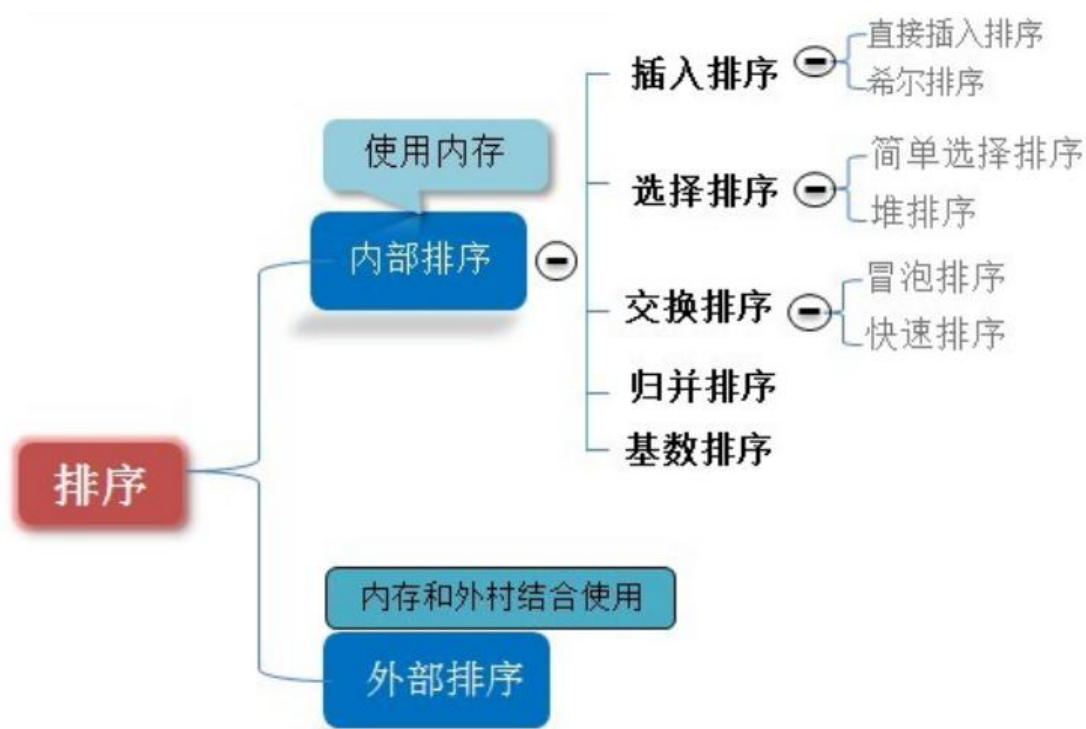 直接插入排序
插入排序
希尔排序
使用内存
简单选择排序
选择排序
堆排序
内部排序
冒泡排序
交换排序
快速排序
归并排序
基数排序
排序
内存和外村结合使用
外部排序